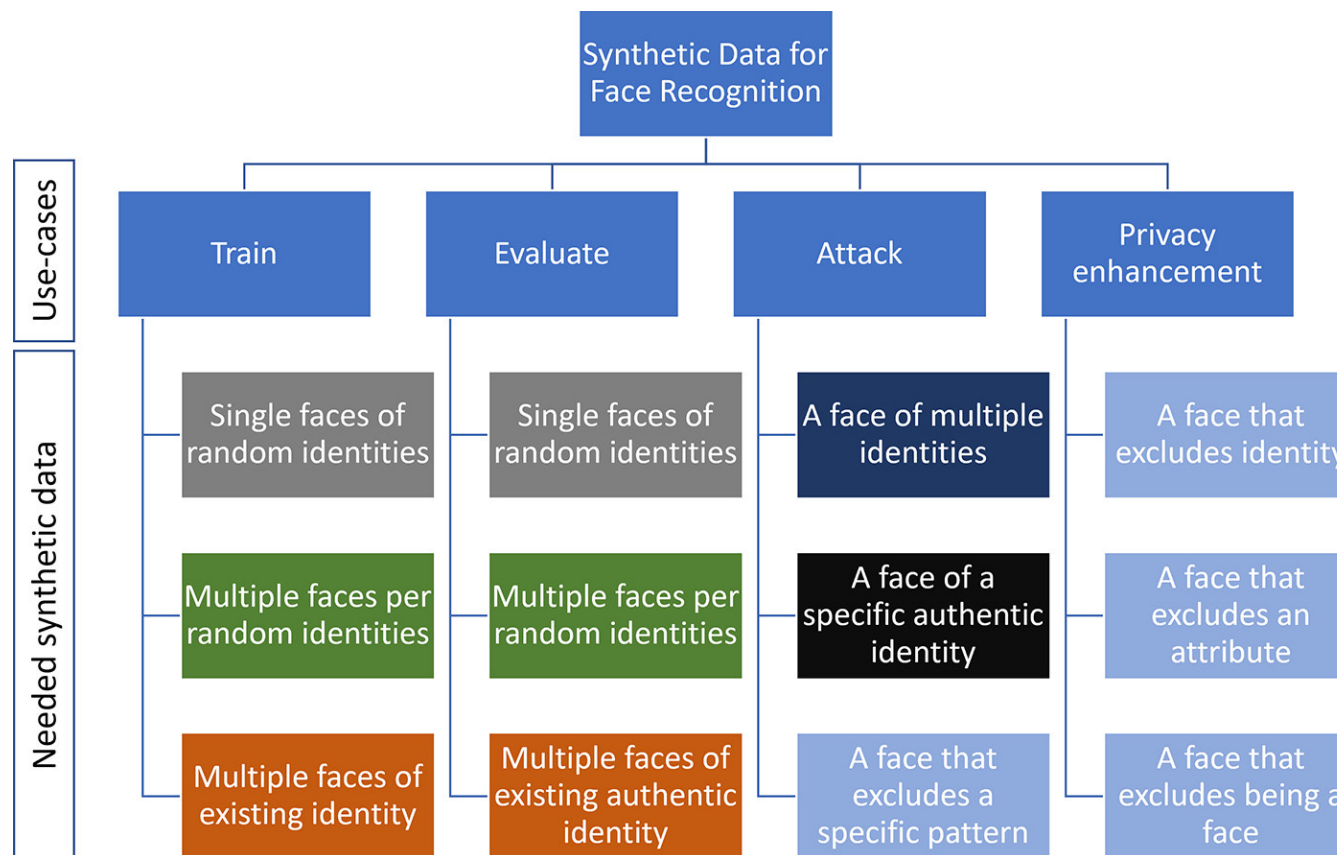 Synthetic Data for
Face Recognition
Use-cases
Train
Evaluate
Attack
Privacy
enhancement
Needed synthetic data
Single faces of
random identities
Single faces of
random identities
A face of multiple
identities
A face that
excludes identity
Multiple faces per
random identities
Multiple faces per
random identities
A face of a
specific authentic
identity
A face that
excludes an
attribute
Multiple faces of
existing identity
Multiple faces of
existing authentic
identity
A face that
excludes a
specific pattern
A face that
excludes being a
face